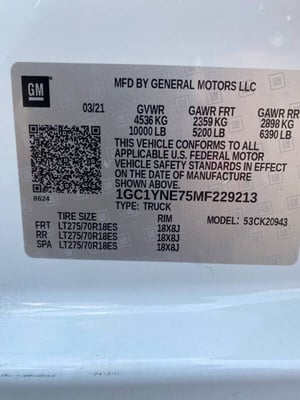 GM
MFD BY GENERAL MOTORS LLC
03/21 GVWR GAWR FRT GAWR RR
4536 KG 2359 KG 2898 KG
10000 LB 5200 LB 6390 LB
THIS VEHICLE CONFORMS TO ALL
APPLICABLE U.S. FEDERAL MOTOR
VEHICLE SAFETY STANDARDS IN EFFECT
ON THE DATE OF MANUFACTURE
SHOWN ABOVE.
8624 1GC1YNE75MF229213
TYPE: TRUCK
TIRE SIZE RIM MODEL: 53CK20943
FRT LT275/70R18ES 18X8J
RR LT275/70R18ES 18X8J
SPA LT275/70R18ES 18X8J